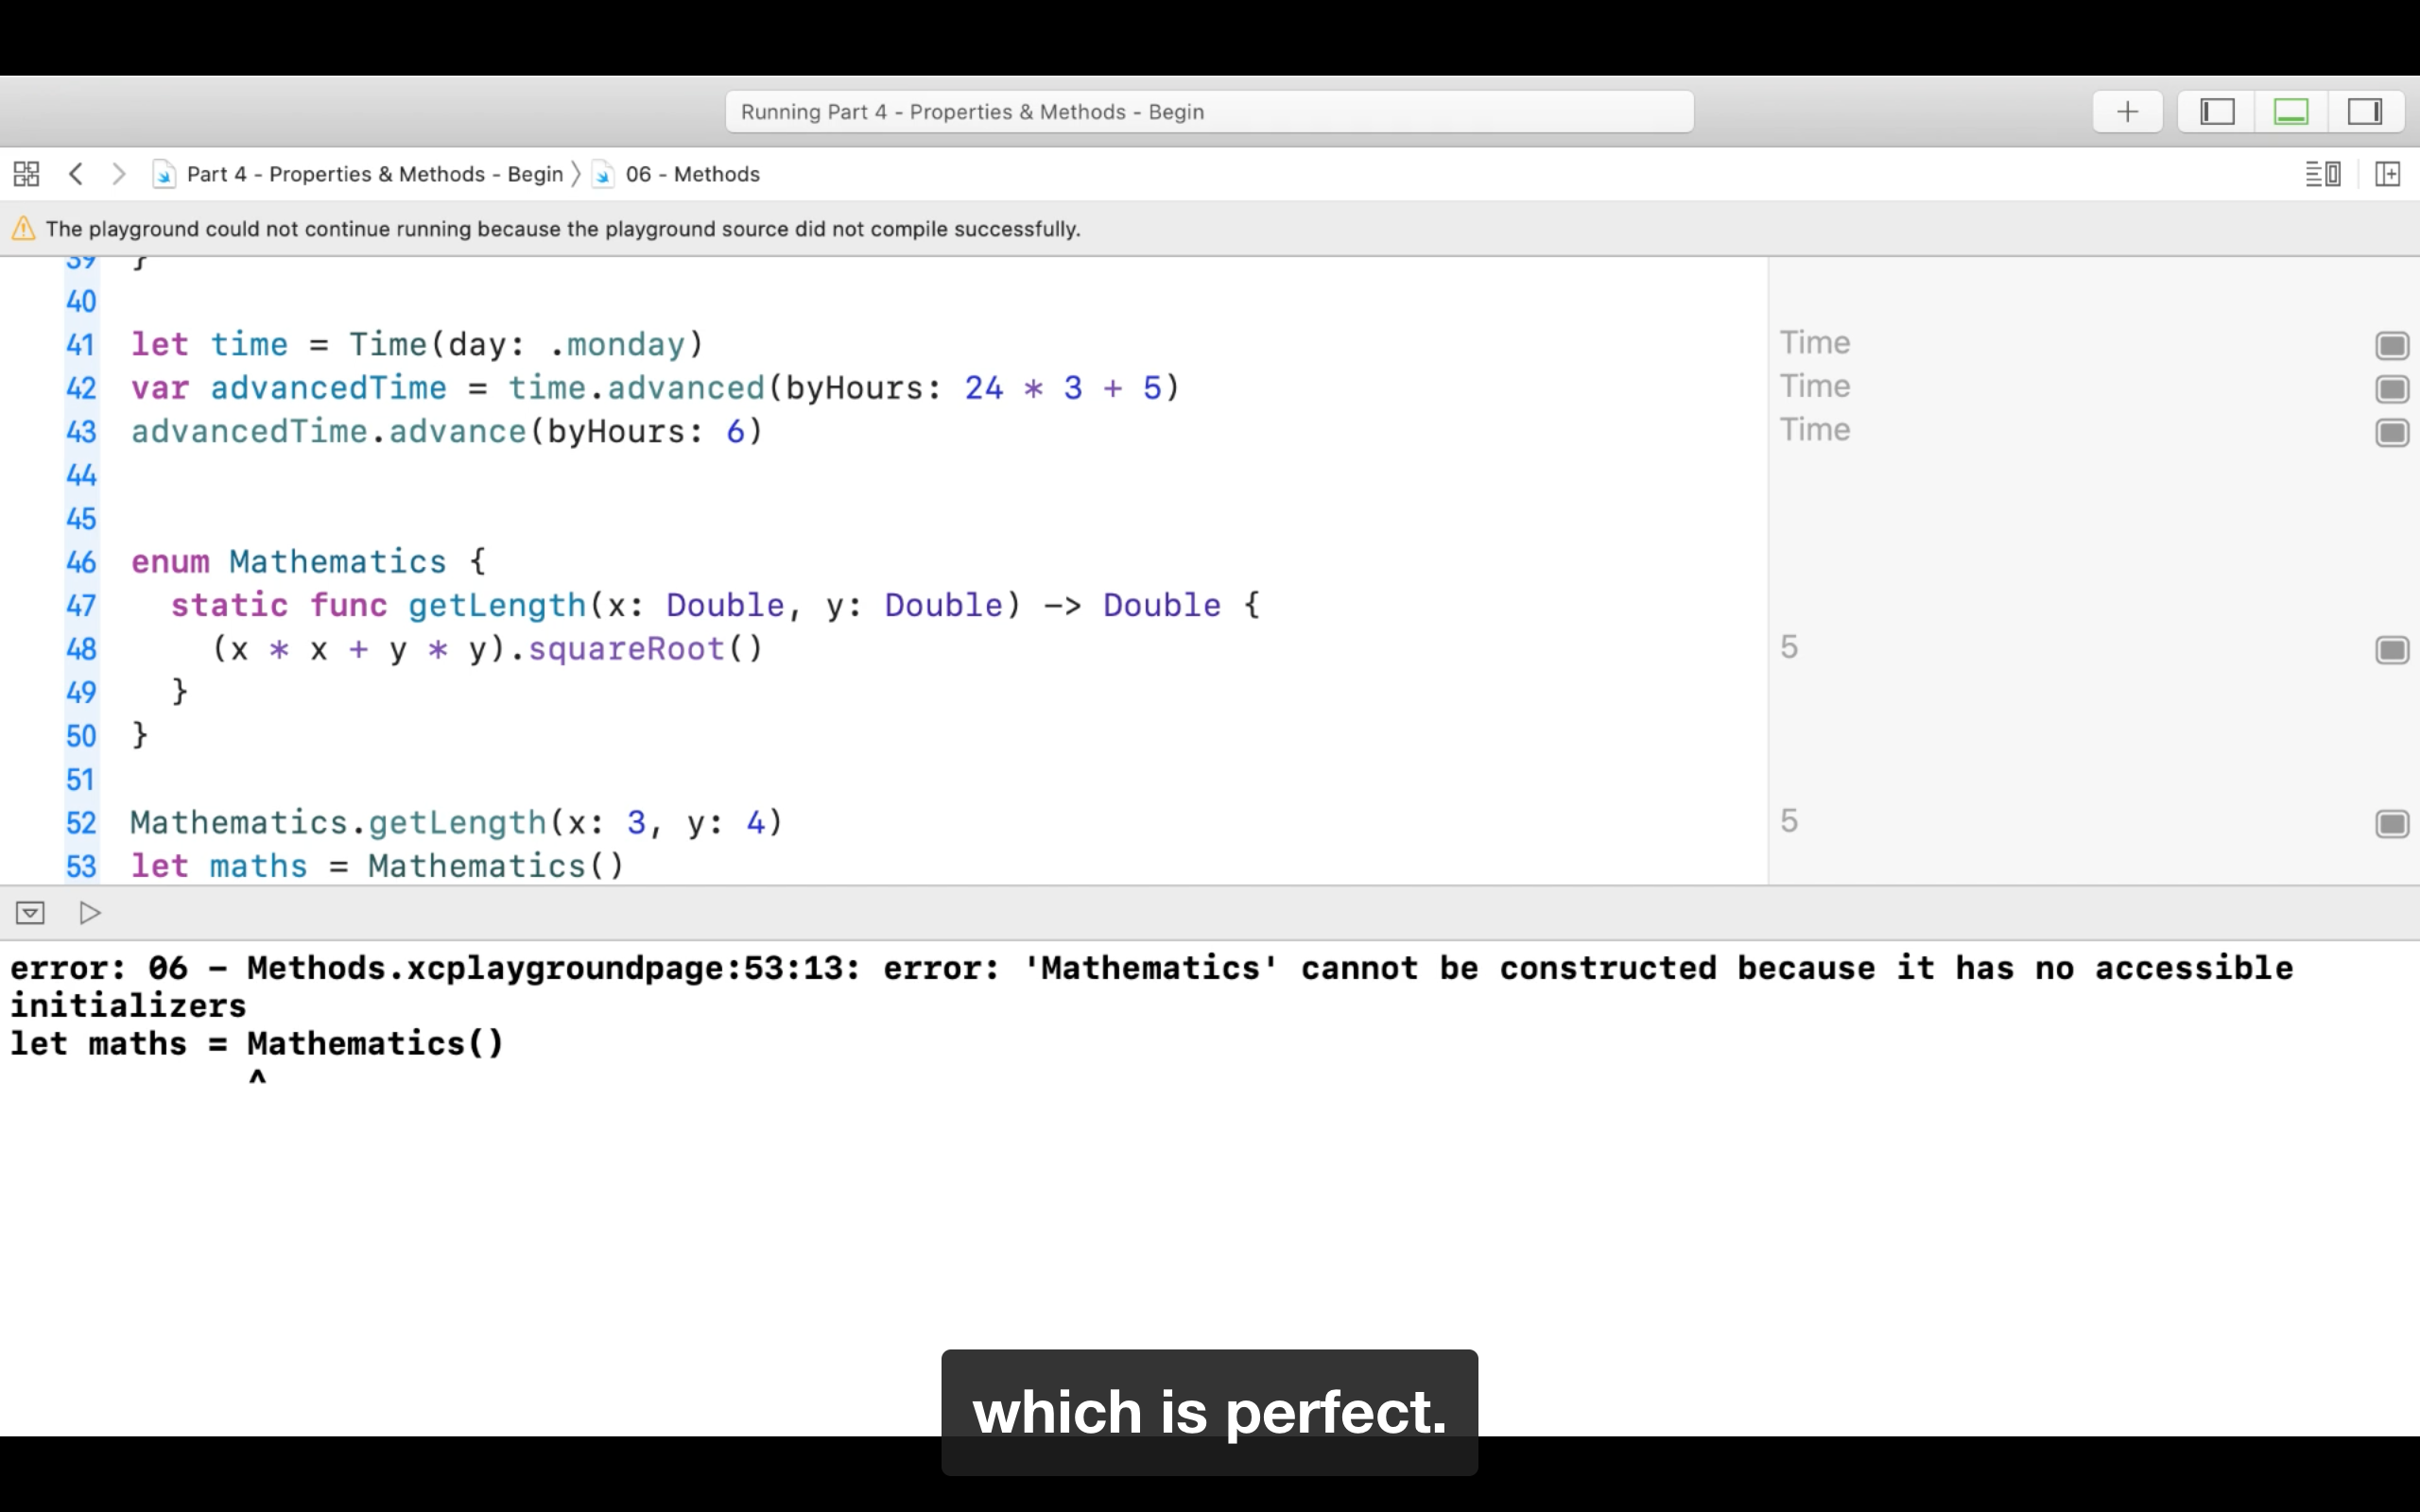 Running Part 4 - Properties & Methods - Begin
Part 4 - Properties & Methods - Begin 〉 06 - Methods
The playground could not continue running because the playground source did not compile successfully.
39 }
40
41 let time = Time(day: .monday) Time
42 var advancedTime = time.advanced(byHours: 24 * 3 + 5) Time
43 advancedTime.advance(byHours: 6) Time
44
45
46 enum Mathematics {
47 static func getLength(x: Double, y: Double) -> Double {
48 (x * x + y * y).squareRoot() 5
49 }
50 }
51
52 Mathematics.getLength(x: 3, y: 4) 5
53 let maths = Mathematics()
error: 06 - Methods.xcplaygroundpage:53:13: error: 'Mathematics' cannot be constructed because it has no accessible
initializers
let maths = Mathematics()
^
which is perfect.